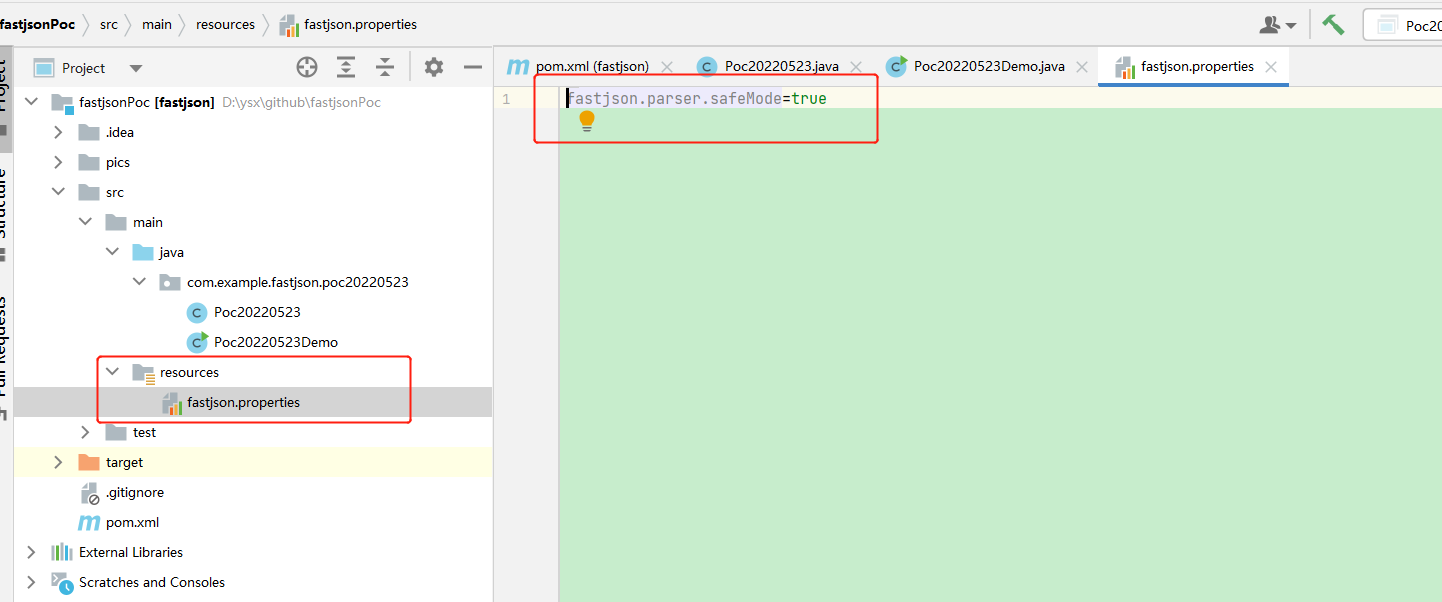 fastjsonPoc src main resources fastjson.properties
Poc20
Project
Project
pom.xml (fastjson) Poc20220523.java Poc20220523Demo.java fastjson.properties
fastjsonPoc [fastjson] D:\ysx\github\fastjsonPoc
1 fastjson.parser.safeMode=true
.idea
pics
src
Structure
main
java
com.example.fastjson.poc20220523
Poc20220523
Poc20220523Demo
Pull Requests
resources
fastjson.properties
test
target
.gitignore
pom.xml
External Libraries
Scratches and Consoles